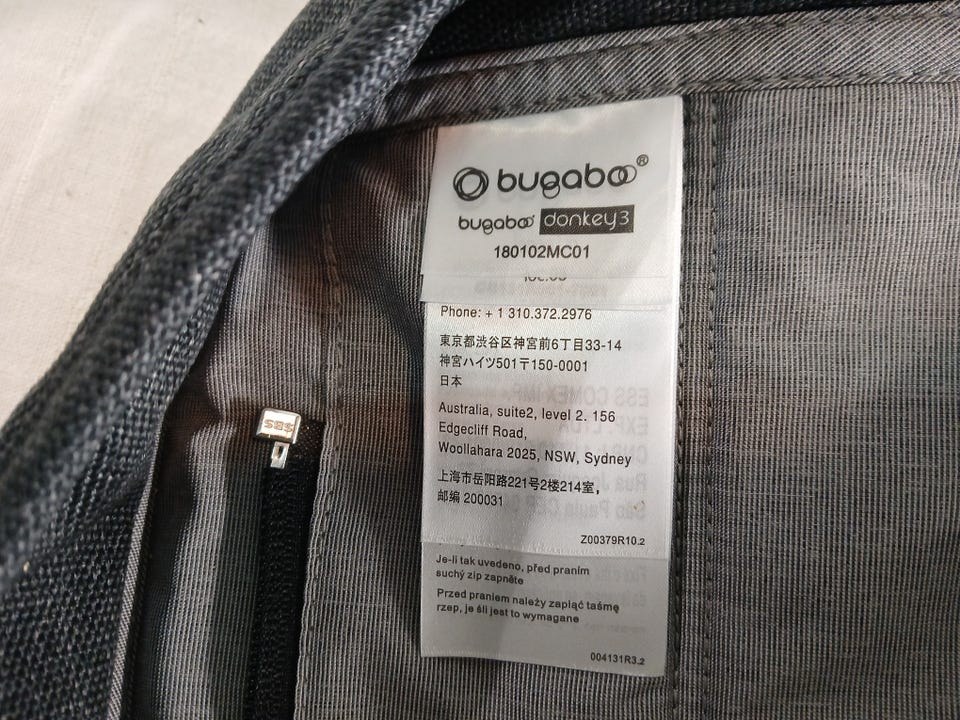 bugaboo®
bugaboo donkey3
180102MC01
Phone: + 1 310.372.2976
東京都渋谷区神宮前6丁目33-14
神宮ハイツ501〒150-0001
日本
Australia, suite2, level 2. 156
Edgecliff Road,
Woollahara 2025, NSW, Sydney
上海市岳阳路221号2楼214室，
邮编 200031
Z00379R10.2
Je-li tak uvedeno, před praním
suchý zip zapněte
Przed praniem należy zapiąć taśmę
rzep, je śli jest to wymagane
004131R3.2
SBS